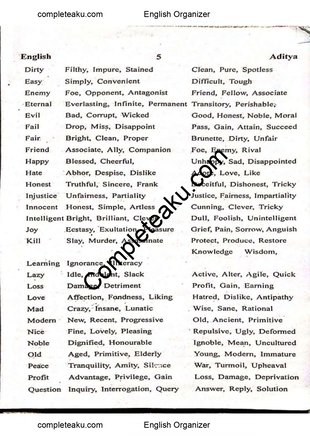 completeaku.com English Organizer
English 5 Aditya
Dirty Filthy, Impure, Stained Clean, Pure, Spotless
Easy Simply, Convenient Difficult, Tough
Enemy Foe, Opponent, Antagonist Friend, Fellow, Associate
Eternal Everlasting, Infinite, Permanent Transitory, Perishable,
Evil Bad, Corrupt, Wicked Good, Honest, Noble, Moral
Fail Drop, Miss, Disappoint Pass, Gain, Attain, Succeed
Fair Bright, Clean, Proper Brunette, Dirty, Unfair
Friend Associate, Ally, Companion Foe, Enemy, Rival
Happy Blessed, Cheerful, Unhappy, Sad, Disappointed
Hate Abhor, Despise, Dislike Adore, Love, Like
Honest Truthful, Sincere, Frank Deceitful, Dishonest, Tricky
Injustice Unfairness, Partiality Justice, Fairness, Impartiality
Innocent Honest, Simple, Artless Cunning, Clever, Tricky
Intelligent Bright, Brilliant, Clever Dull, Foolish, Unintelligent
Joy Ecstasy, Exultation, Pleasure Grief, Pain, Sorrow, Anguish
Kill Slay, Murder, Assassinate Protect, Produce, Restore
Knowledge Wisdom,
Learning Ignorance, Illiteracy
Lazy Idle, Indolent, Slack Active, Alter, Agile, Quick
Loss Damage, Detriment Profit, Gain, Earning
Love Affection, Fondness, Liking Hatred, Dislike, Antipathy
Mad Crazy, Insane, Lunatic Wise, Sane, Rational
Modern New, Recent, Progressive Old, Ancient, Primitive
Nice Fine, Lovely, Pleasing Repulsive, Ugly, Deformed
Noble Dignified, Honourable Ignoble, Mean, Uncultured
Old Aged, Primitive, Elderly Young, Modern, Immature
Peace Tranquility, Amity, Silence War, Turmoil, Upheaval
Profit Advantage, Privilege, Gain Loss, Damage, Deprivation
Question Inquiry, Interrogation, Query Answer, Reply, Solution
Completeaku.com
completeaku.com English Organizer